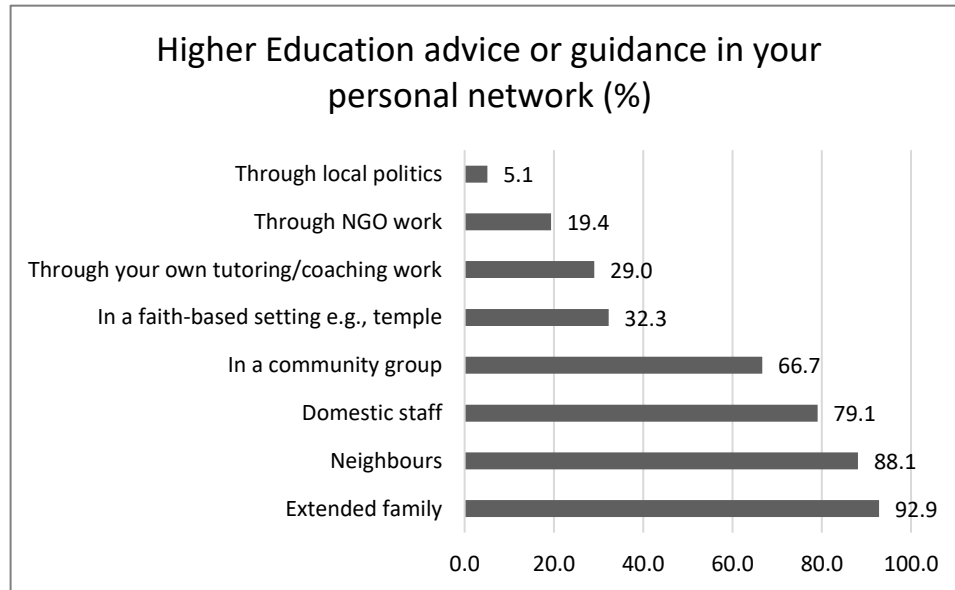 Higher Education advice or guidance in your
personal network (%)
Through local politics 5.1
Through NGO work 19.4
Through your own tutoring/coaching work 29.0
In a faith-based setting e.g., temple 32.3
In a community group 66.7
Domestic staff 79.1
Neighbours 88.1
Extended family 92.9
0.0 20.0 40.0 60.0 80.0 100.0